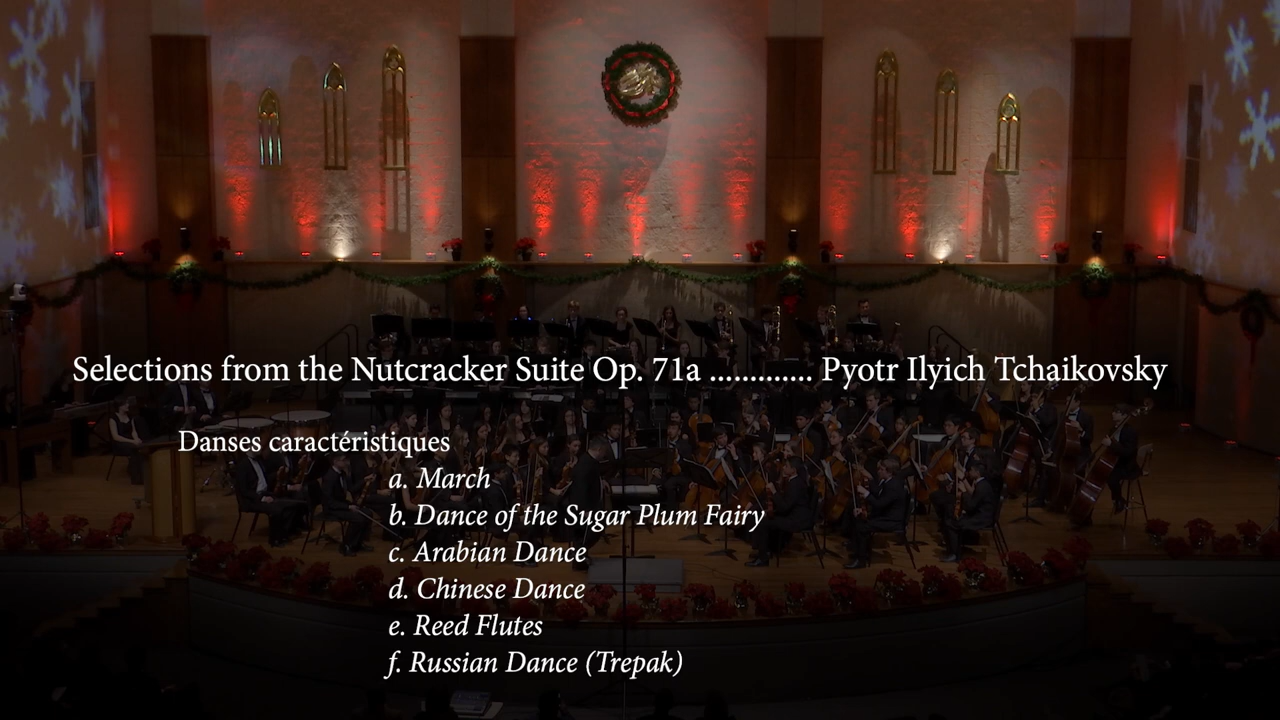 Selections from the Nutcracker Suite Op. 71a ............. Pyotr Ilyich Tchaikovsky
Danses caractéristiques
a. March
b. Dance of the Sugar Plum Fairy
c. Arabian Dance
d. Chinese Dance
e. Reed Flutes
f. Russian Dance (Trepak)